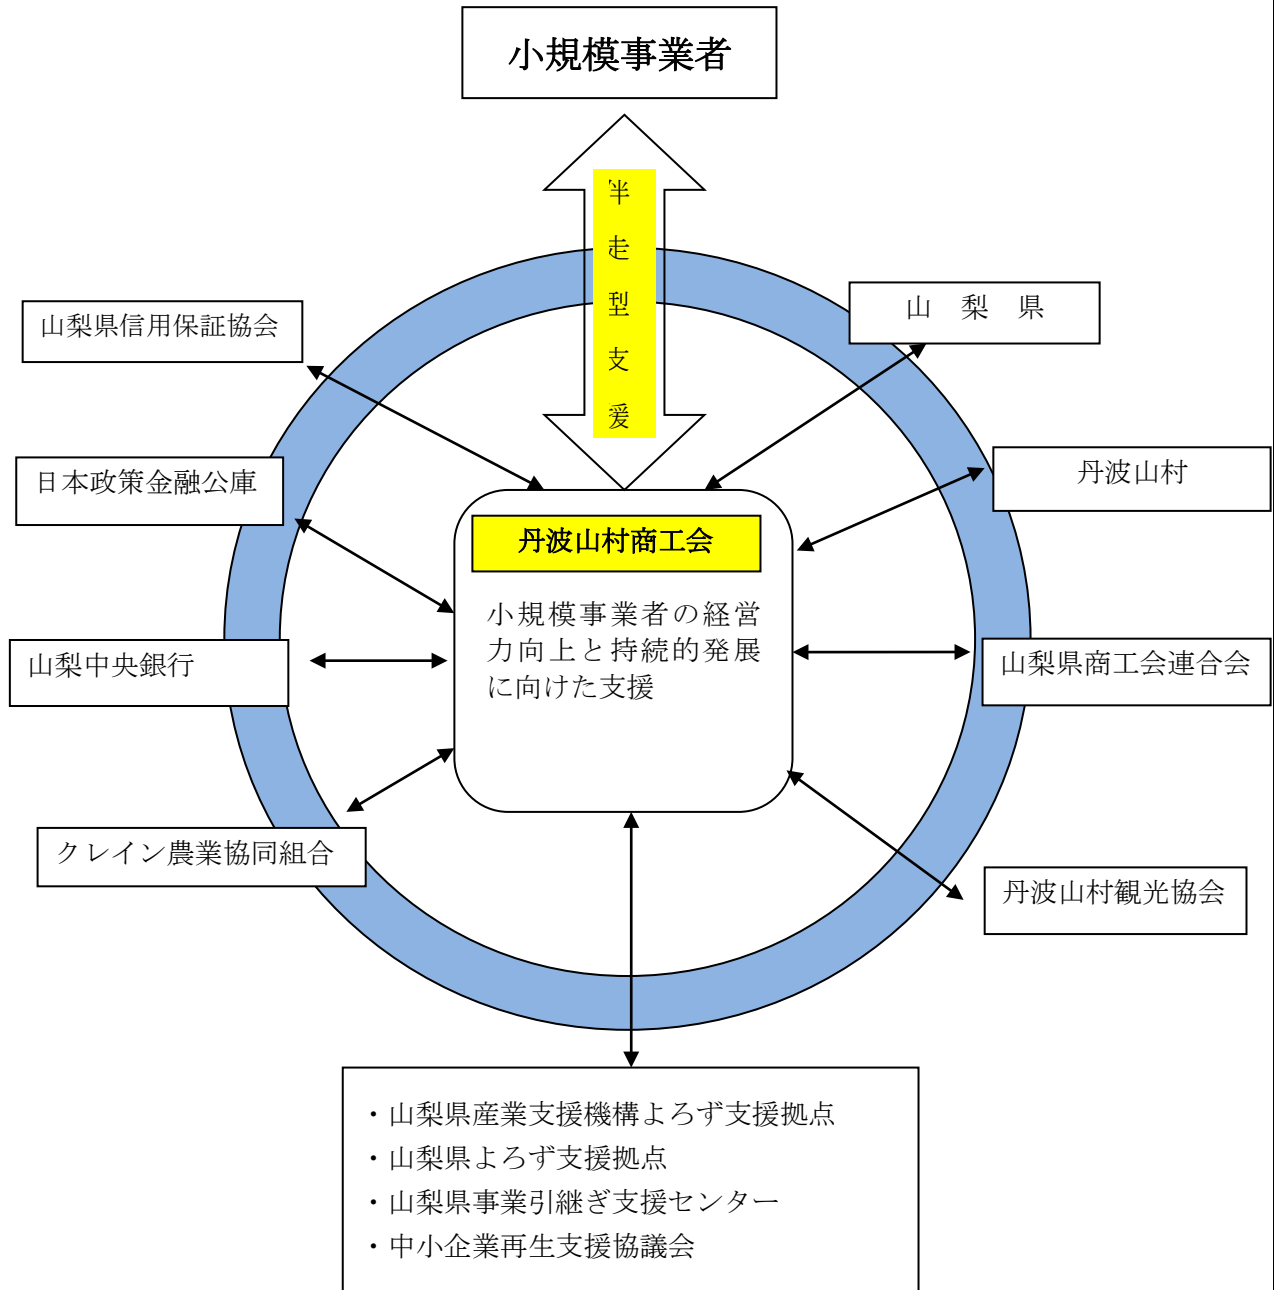 小規模事業者
伴走型支援
山梨県信用保証協会
山　梨　県
日本政策金融公庫
丹波山村
丹波山村商工会
小規模事業者の経営
力向上と持続的発展
に向けた支援
山梨中央銀行
山梨県商工会連合会
クレイン農業協同組合
丹波山村観光協会
・山梨県産業支援機構よろず支援拠点
・山梨県よろず支援拠点
・山梨県事業引継ぎ支援センター
・中小企業再生支援協議会